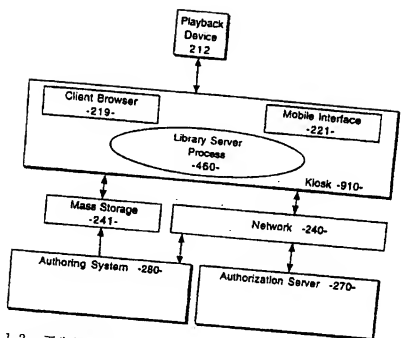 Playback
Device
212
Client Browser
-219-
Mobile Interface
-221-
Library Server
Process
-460-
Kiosk -910-
Mass Storage
-241-
Network -240-
Authoring System -280-
Authorization Server -270-